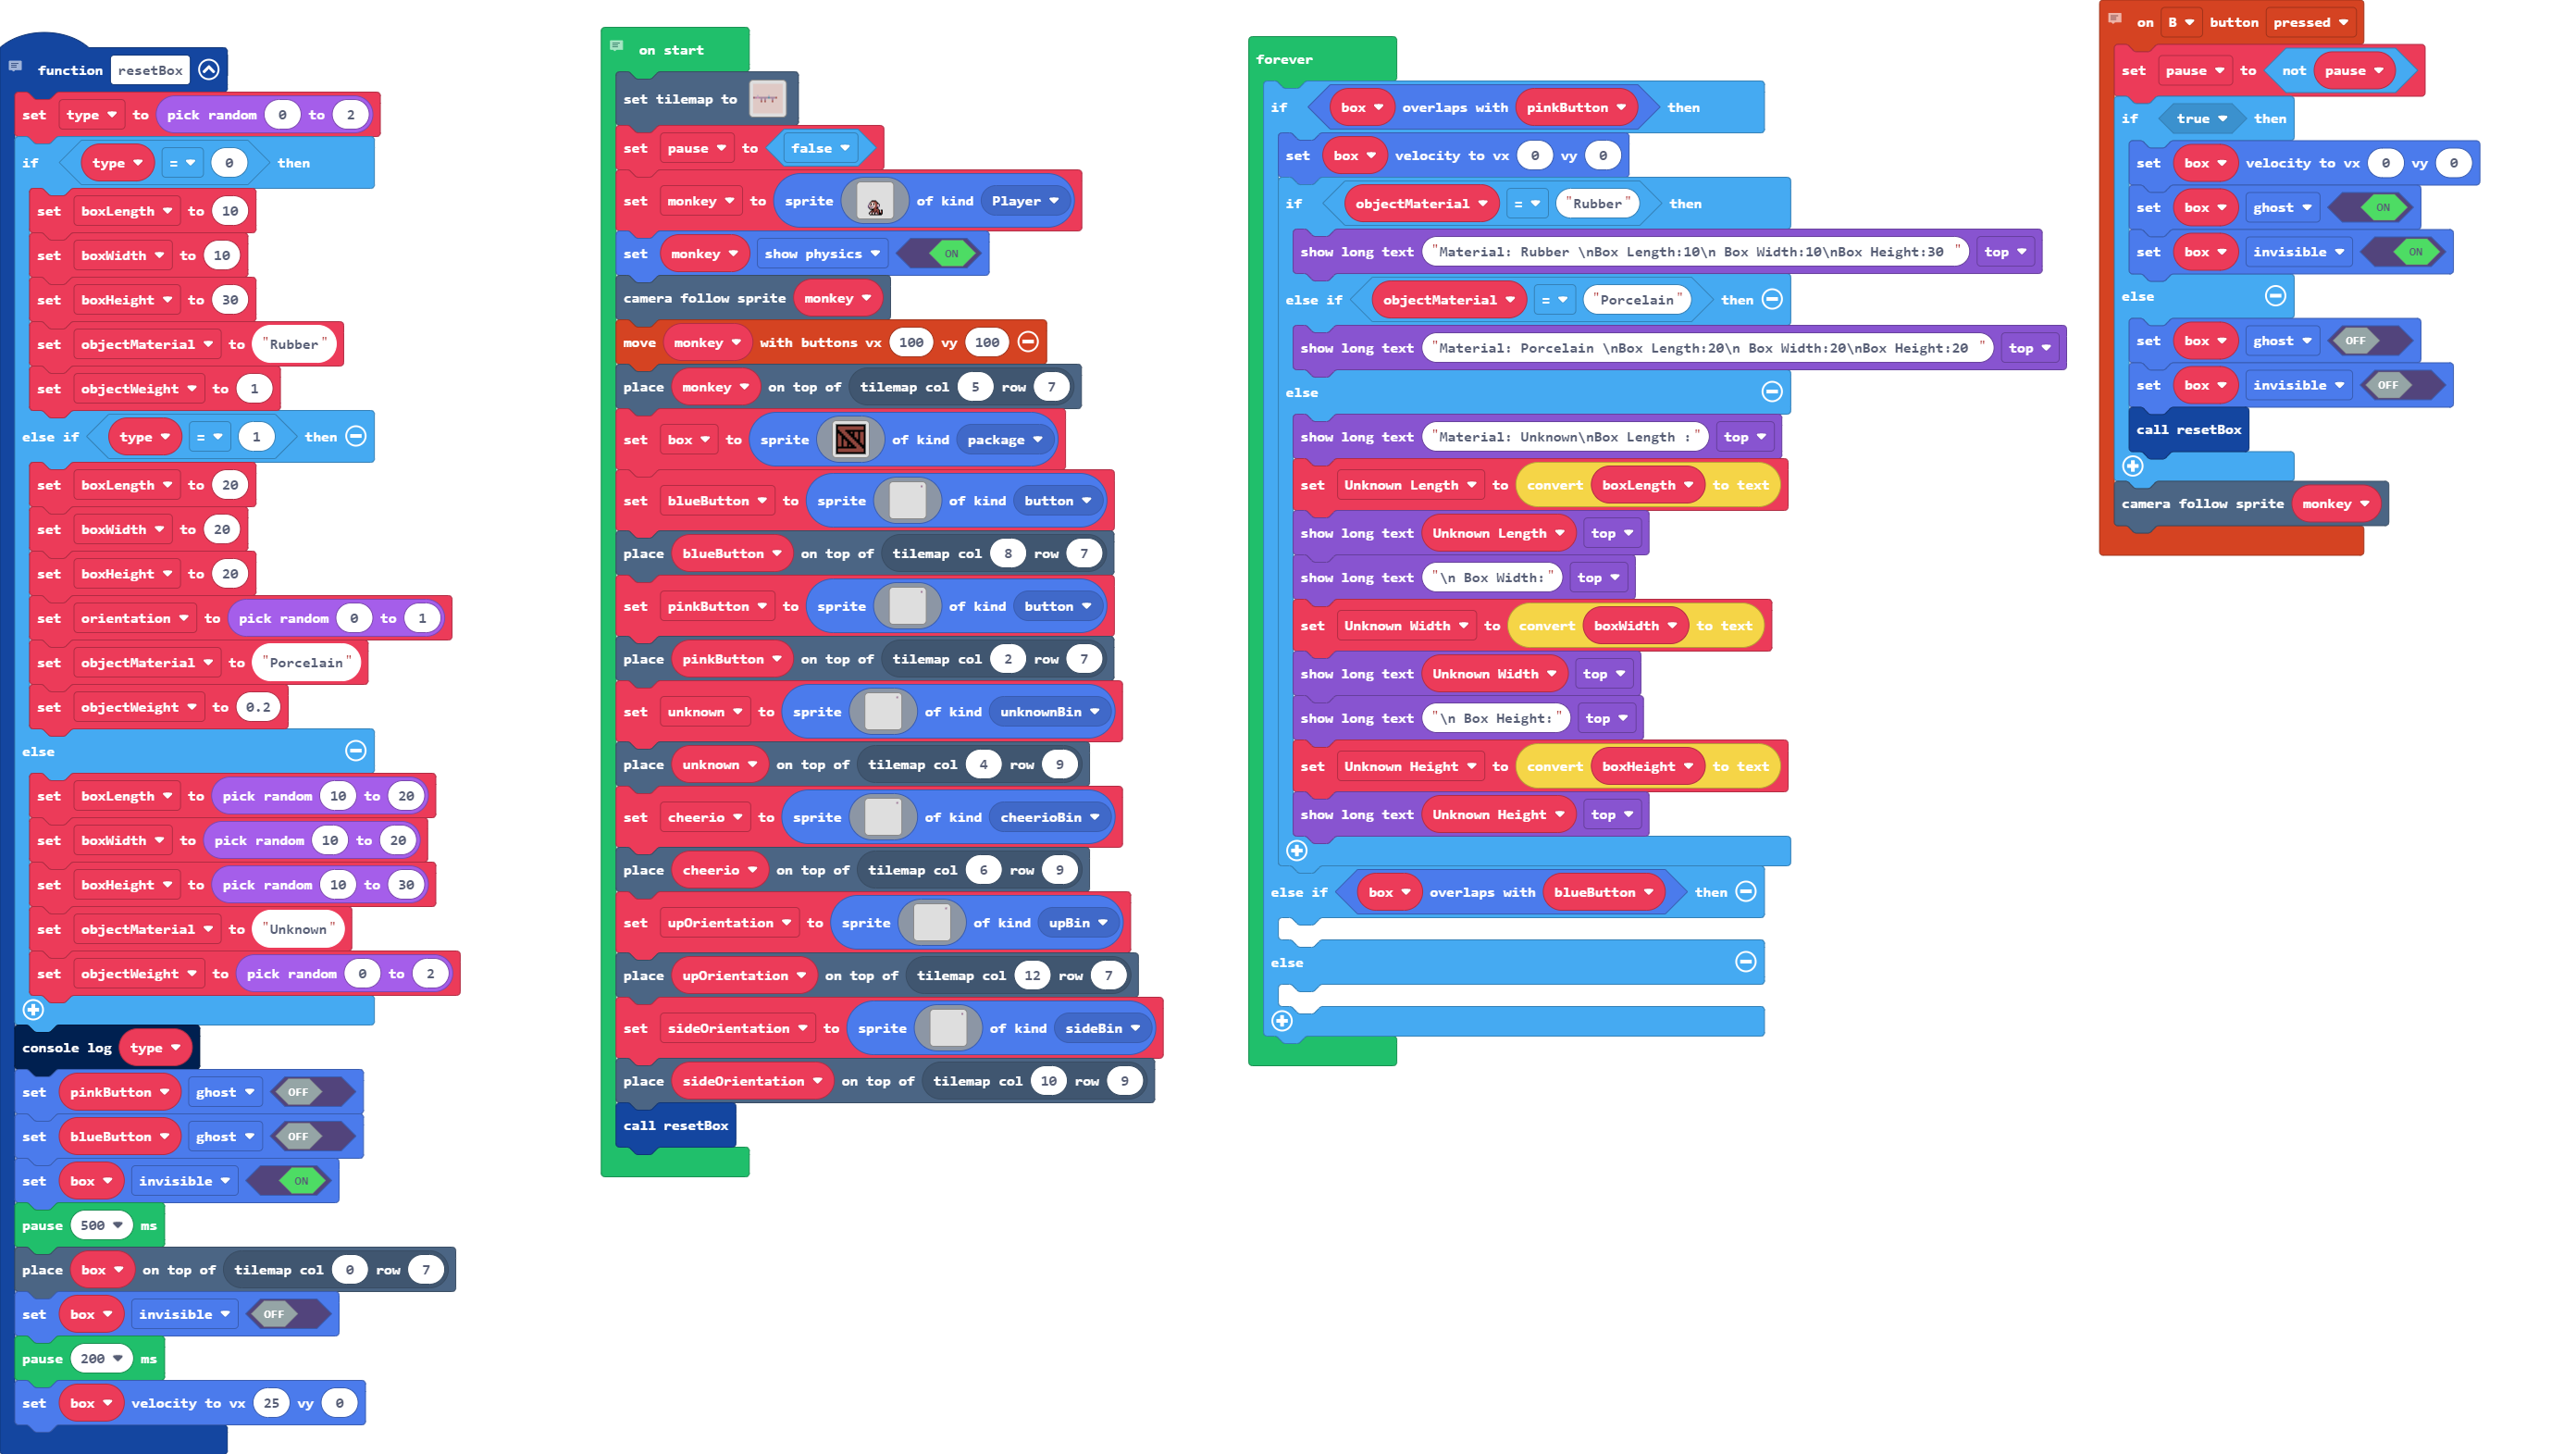 function resetBox
set type to pick random 0 to 2
if type = 0 then
set boxLength to 10
set boxWidth to 10
set boxHeight to 30
set objectMaterial to "Rubber"
set objectWeight to 1
else if type = 1 then
set boxLength to 20
set boxWidth to 20
set boxHeight to 20
set orientation to pick random 0 to 1
set objectMaterial to "Porcelain"
set objectWeight to 0.2
else
set boxLength to pick random 10 to 20
set boxWidth to pick random 10 to 20
set boxHeight to pick random 10 to 30
set objectMaterial to "Unknown"
set objectWeight to pick random 0 to 2
console log type
set pinkButton ghost OFF
set blueButton ghost OFF
set box invisible ON
pause 500 ms
place box on top of tilemap col 0 row 7
set box invisible OFF
pause 200 ms
set box velocity to vx 25 vy 0
on start
set tilemap to
set pause to false
set monkey to sprite of kind Player
set monkey show physics ON
camera follow sprite monkey
move monkey with buttons vx 100 vy 100
place monkey on top of tilemap col 5 row 7
set box to sprite of kind package
set blueButton to sprite of kind button
place blueButton on top of tilemap col 8 row 7
set pinkButton to sprite of kind button
place pinkButton on top of tilemap col 2 row 7
set unknown to sprite of kind unknownBin
place unknown on top of tilemap col 4 row 9
set cheerio to sprite of kind cheerioBin
place cheerio on top of tilemap col 6 row 9
set upOrientation to sprite of kind upBin
place upOrientation on top of tilemap col 12 row 7
set sideOrientation to sprite of kind sideBin
place sideOrientation on top of tilemap col 10 row 9
call resetBox
forever
if box overlaps with pinkButton then
set box velocity to vx 0 vy 0
if objectMaterial = "Rubber" then
show long text "Material: Rubber \nBox Length:10\n Box Width:10\nBox Height:30 " top
else if objectMaterial = "Porcelain" then
show long text "Material: Porcelain \nBox Length:20\n Box Width:20\nBox Height:20 " top
else
show long text "Material: Unknown\nBox Length :" top
set Unknown Length to convert boxLength to text
show long text Unknown Length top
show long text "\n Box Width:" top
set Unknown Width to convert boxWidth to text
show long text Unknown Width top
show long text "\n Box Height:" top
set Unknown Height to convert boxHeight to text
show long text Unknown Height top
else if box overlaps with blueButton then
else
on B button pressed
set pause to not pause
if true then
set box velocity to vx 0 vy 0
set box ghost ON
set box invisible ON
else
set box ghost OFF
set box invisible OFF
call resetBox
camera follow sprite monkey